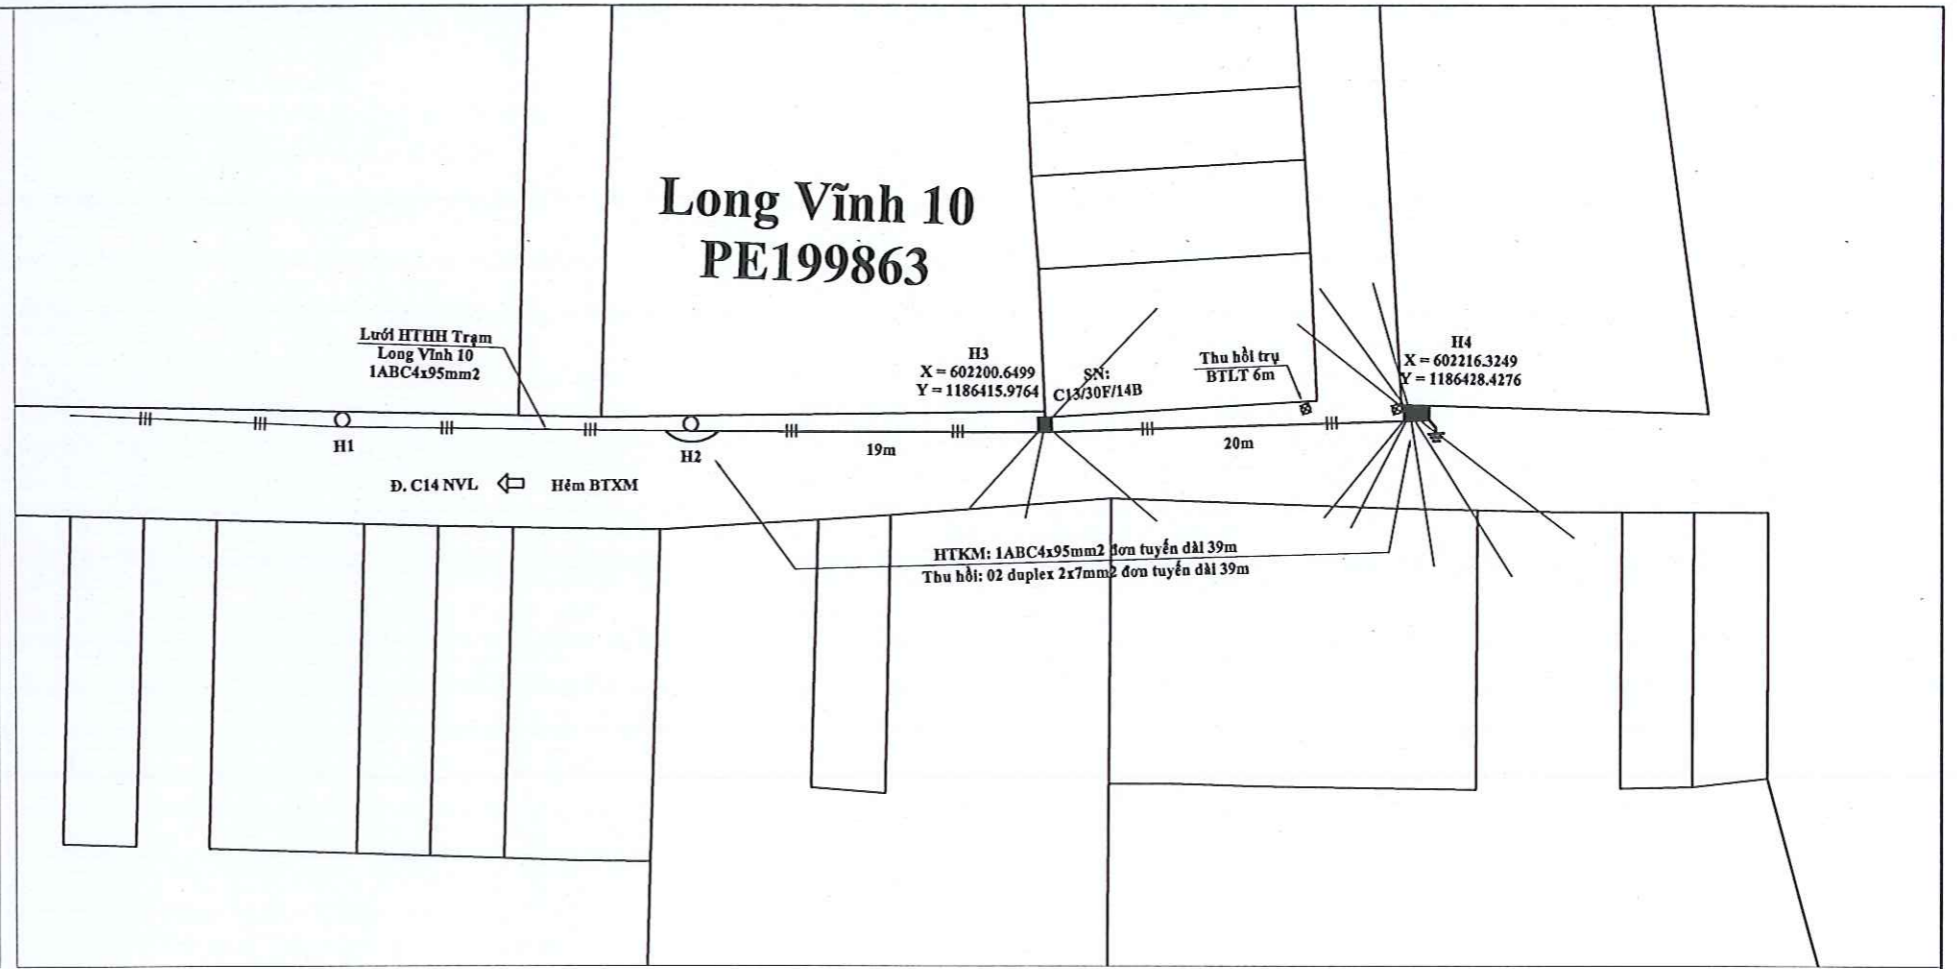 Long Vĩnh 10
PE199863
Lưới HTHH Trạm
Long Vĩnh 10
1ABC4x95mm2
H3
X = 602200.6499
Y = 1186415.9764
SN:
C13/30F/14B
Thu hồi trụ
BTLT 6m
H4
X = 602216.3249
Y = 1186428.4276
H1
H2
19m
20m
Đ. C14 NVL
Hẻm BTXM
HTKM: 1ABC4x95mm2 đơn tuyến dài 39m
Thu hồi: 02 duplex 2x7mm2 đơn tuyến dài 39m